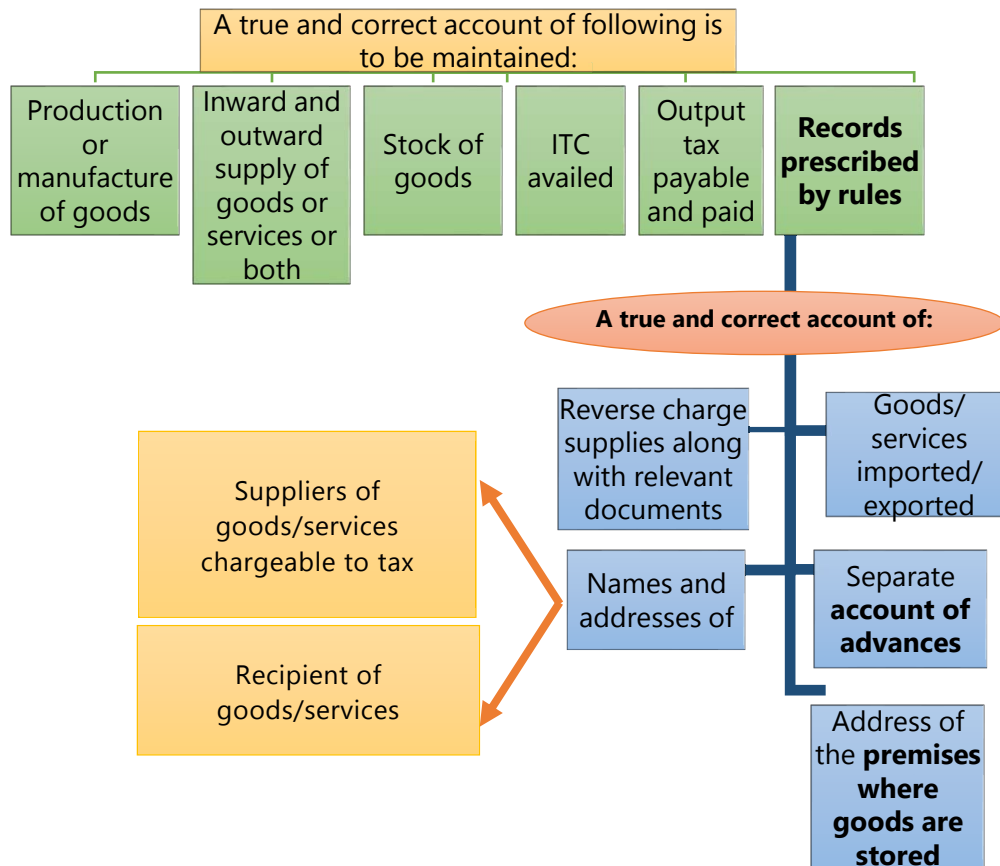 A true and correct account of following is
to be maintained:
Production
or
manufacture
of goods
Inward and
outward
supply of
goods or
services or
both
Stock of
goods
ITC
availed
Output
tax
payable
and paid
Records
prescribed
by rules
A true and correct account of:
Reverse charge
supplies along
with relevant
documents
Goods/
services
imported/
exported
Suppliers of
goods/services
chargeable to tax
Names and
addresses of
Separate
account of
advances
Recipient of
goods/services
Address of
the premises
where
goods are
stored